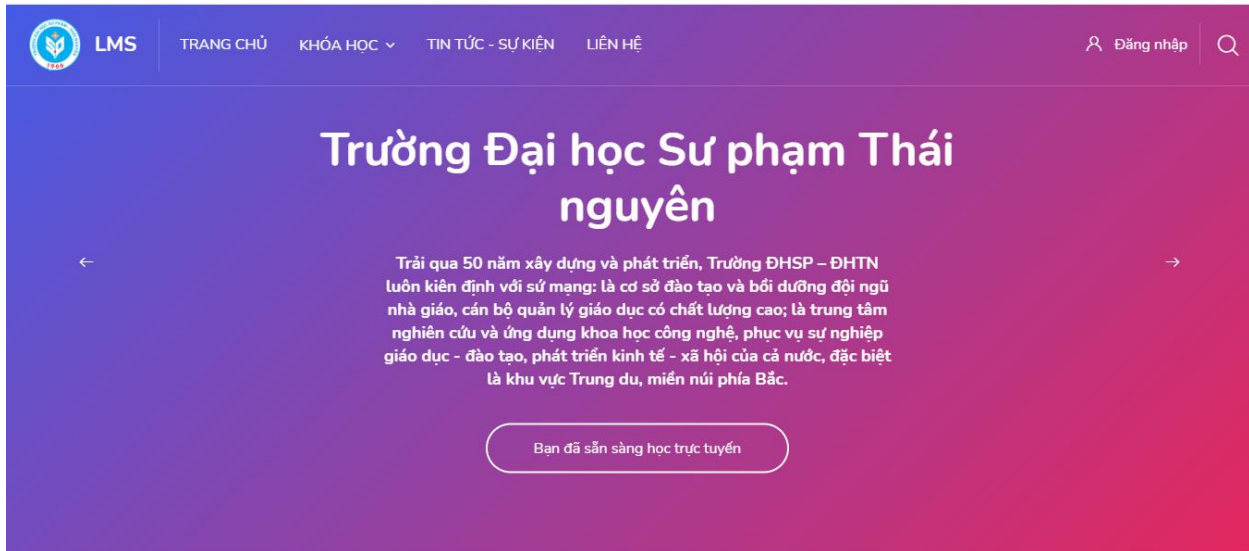 LMS
TRANG CHỦ
KHÓA HỌC
TIN TỨC - SỰ KIỆN
LIÊN HỆ
Đăng nhập
Trường Đại học Sư phạm Thái
nguyên
Trải qua 50 năm xây dựng và phát triển, Trường ĐHSP – ĐHTN
luôn kiên định với sứ mạng: là cơ sở đào tạo và bồi dưỡng đội ngũ
nhà giáo, cán bộ quản lý giáo dục có chất lượng cao; là trung tâm
nghiên cứu và ứng dụng khoa học công nghệ, phục vụ sự nghiệp
giáo dục - đào tạo, phát triển kinh tế - xã hội của cả nước, đặc biệt
là khu vực Trung du, miền núi phía Bắc.
Bạn đã sẵn sàng học trực tuyến